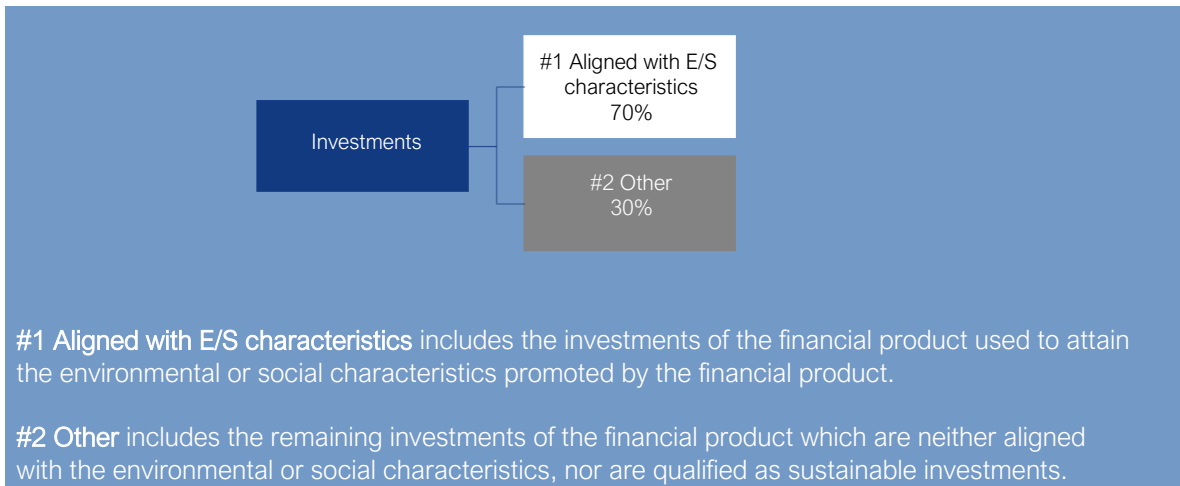 #1 Aligned with E/S
characteristics
70%
Investments
#2 Other
30%
#1 Aligned with E/S characteristics includes the investments of the financial product used to attain
the environmental or social characteristics promoted by the financial product.
#2 Other includes the remaining investments of the financial product which are neither aligned
with the environmental or social characteristics, nor are qualified as sustainable investments.